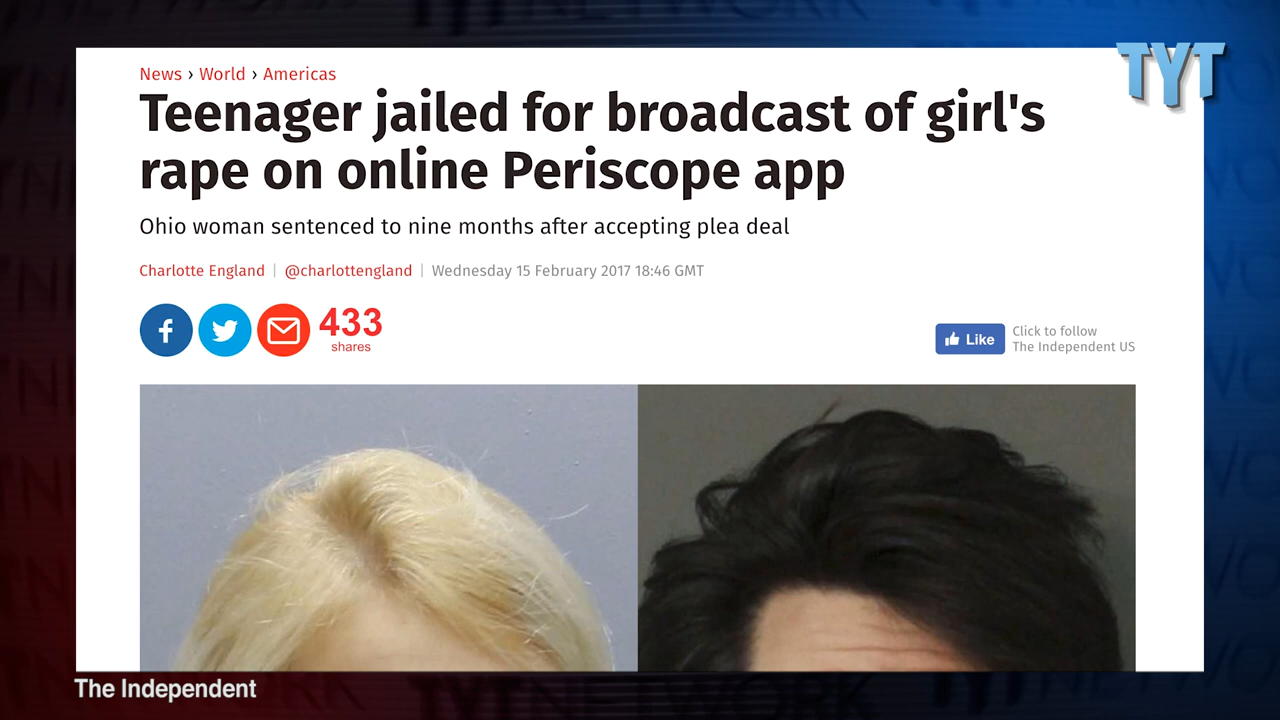 TYT
News › World › Americas
Teenager jailed for broadcast of girl's
rape on online Periscope app
Ohio woman sentenced to nine months after accepting plea deal
Charlotte England | @charlottengland | Wednesday 15 February 2017 18:46 GMT
433
shares
Like
Click to follow
The Independent US
The Independent